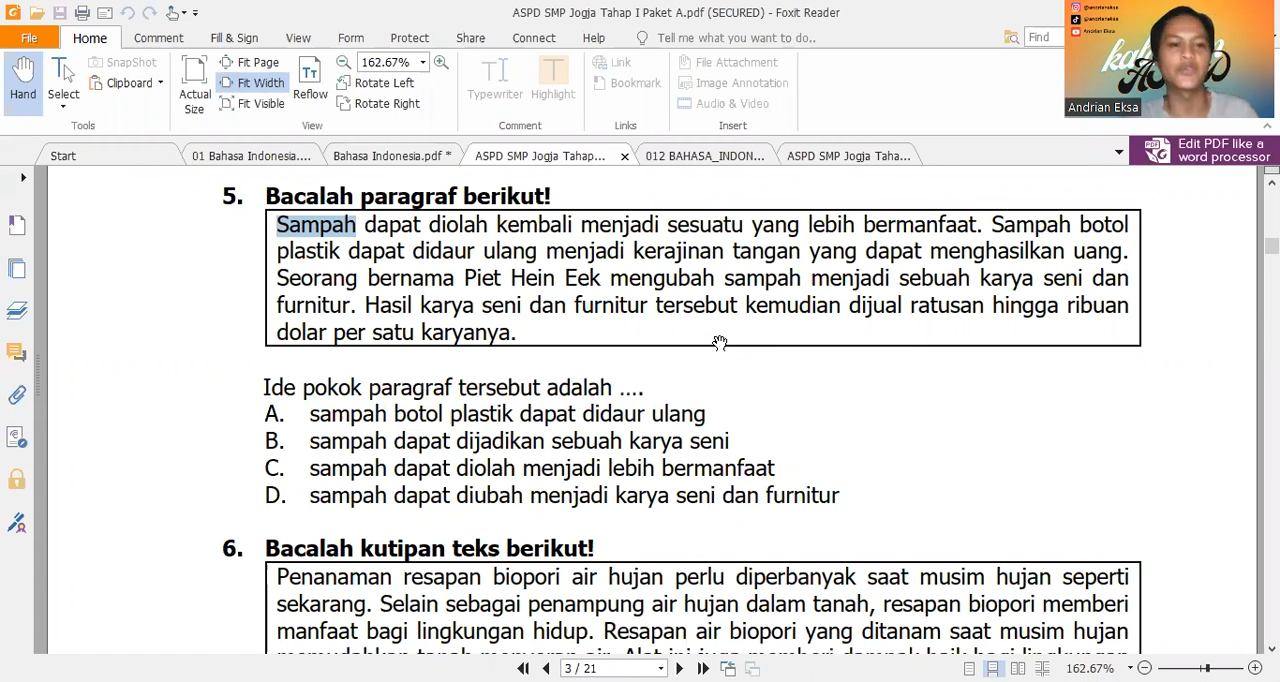 ASPD SMP Jogja Tahap I Paket A.pdf (SECURED) - Foxit Reader
File Home Comment Fill & Sign View Form Protect Share Connect Help Tell me what you want to do.. Find
Hand Select SnapShot Clipboard Actual Size Fit Page Fit Width Fit Visible Reflow 162.67% Rotate Left Rotate Right Typewriter Highlight Link Bookmark File Attachment Image Annotation Audio & Video
Tools View Comment Links Insert
@andrianeksa
@andrianeksa
Andrian Eksa
Andrian Eksa
Start 01 Bahasa Indonesia.... Bahasa Indonesia.pdf * ASPD SMP Jogja Tahap... 012 BAHASA_INDON... ASPD SMP Jogja Taha...
Edit PDF like a
word processor
5. Bacalah paragraf berikut!
Sampah dapat diolah kembali menjadi sesuatu yang lebih bermanfaat. Sampah botol
plastik dapat didaur ulang menjadi kerajinan tangan yang dapat menghasilkan uang.
Seorang bernama Piet Hein Eek mengubah sampah menjadi sebuah karya seni dan
furnitur. Hasil karya seni dan furnitur tersebut kemudian dijual ratusan hingga ribuan
dolar per satu karyanya.
Ide pokok paragraf tersebut adalah ....
A. sampah botol plastik dapat didaur ulang
B. sampah dapat dijadikan sebuah karya seni
C. sampah dapat diolah menjadi lebih bermanfaat
D. sampah dapat diubah menjadi karya seni dan furnitur
6. Bacalah kutipan teks berikut!
Penanaman resapan biopori air hujan perlu diperbanyak saat musim hujan seperti
sekarang. Selain sebagai penampung air hujan dalam tanah, resapan biopori memberi
manfaat bagi lingkungan hidup. Resapan air biopori yang ditanam saat musim hujan
3 / 21 162.67%